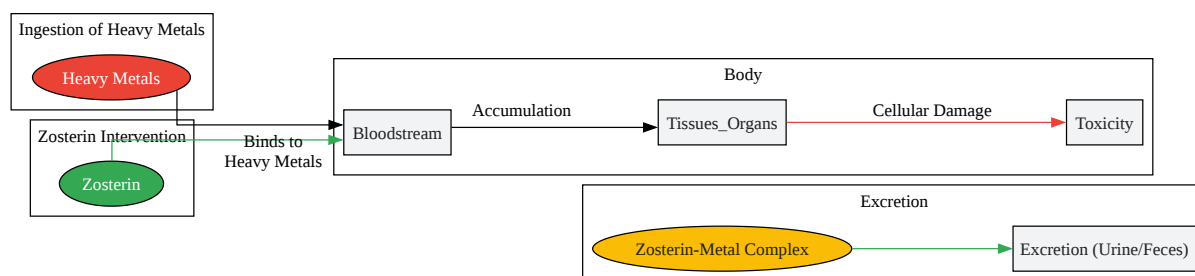 Ingestion of Heavy Metals
Heavy Metals
Zosterin Intervention
Zosterin
Binds to
Heavy Metals
Body
Bloodstream
Accumulation
Tissues_Organs
Cellular Damage
Toxicity
Excretion
Zosterin-Metal Complex
Excretion (Urine/Feces)